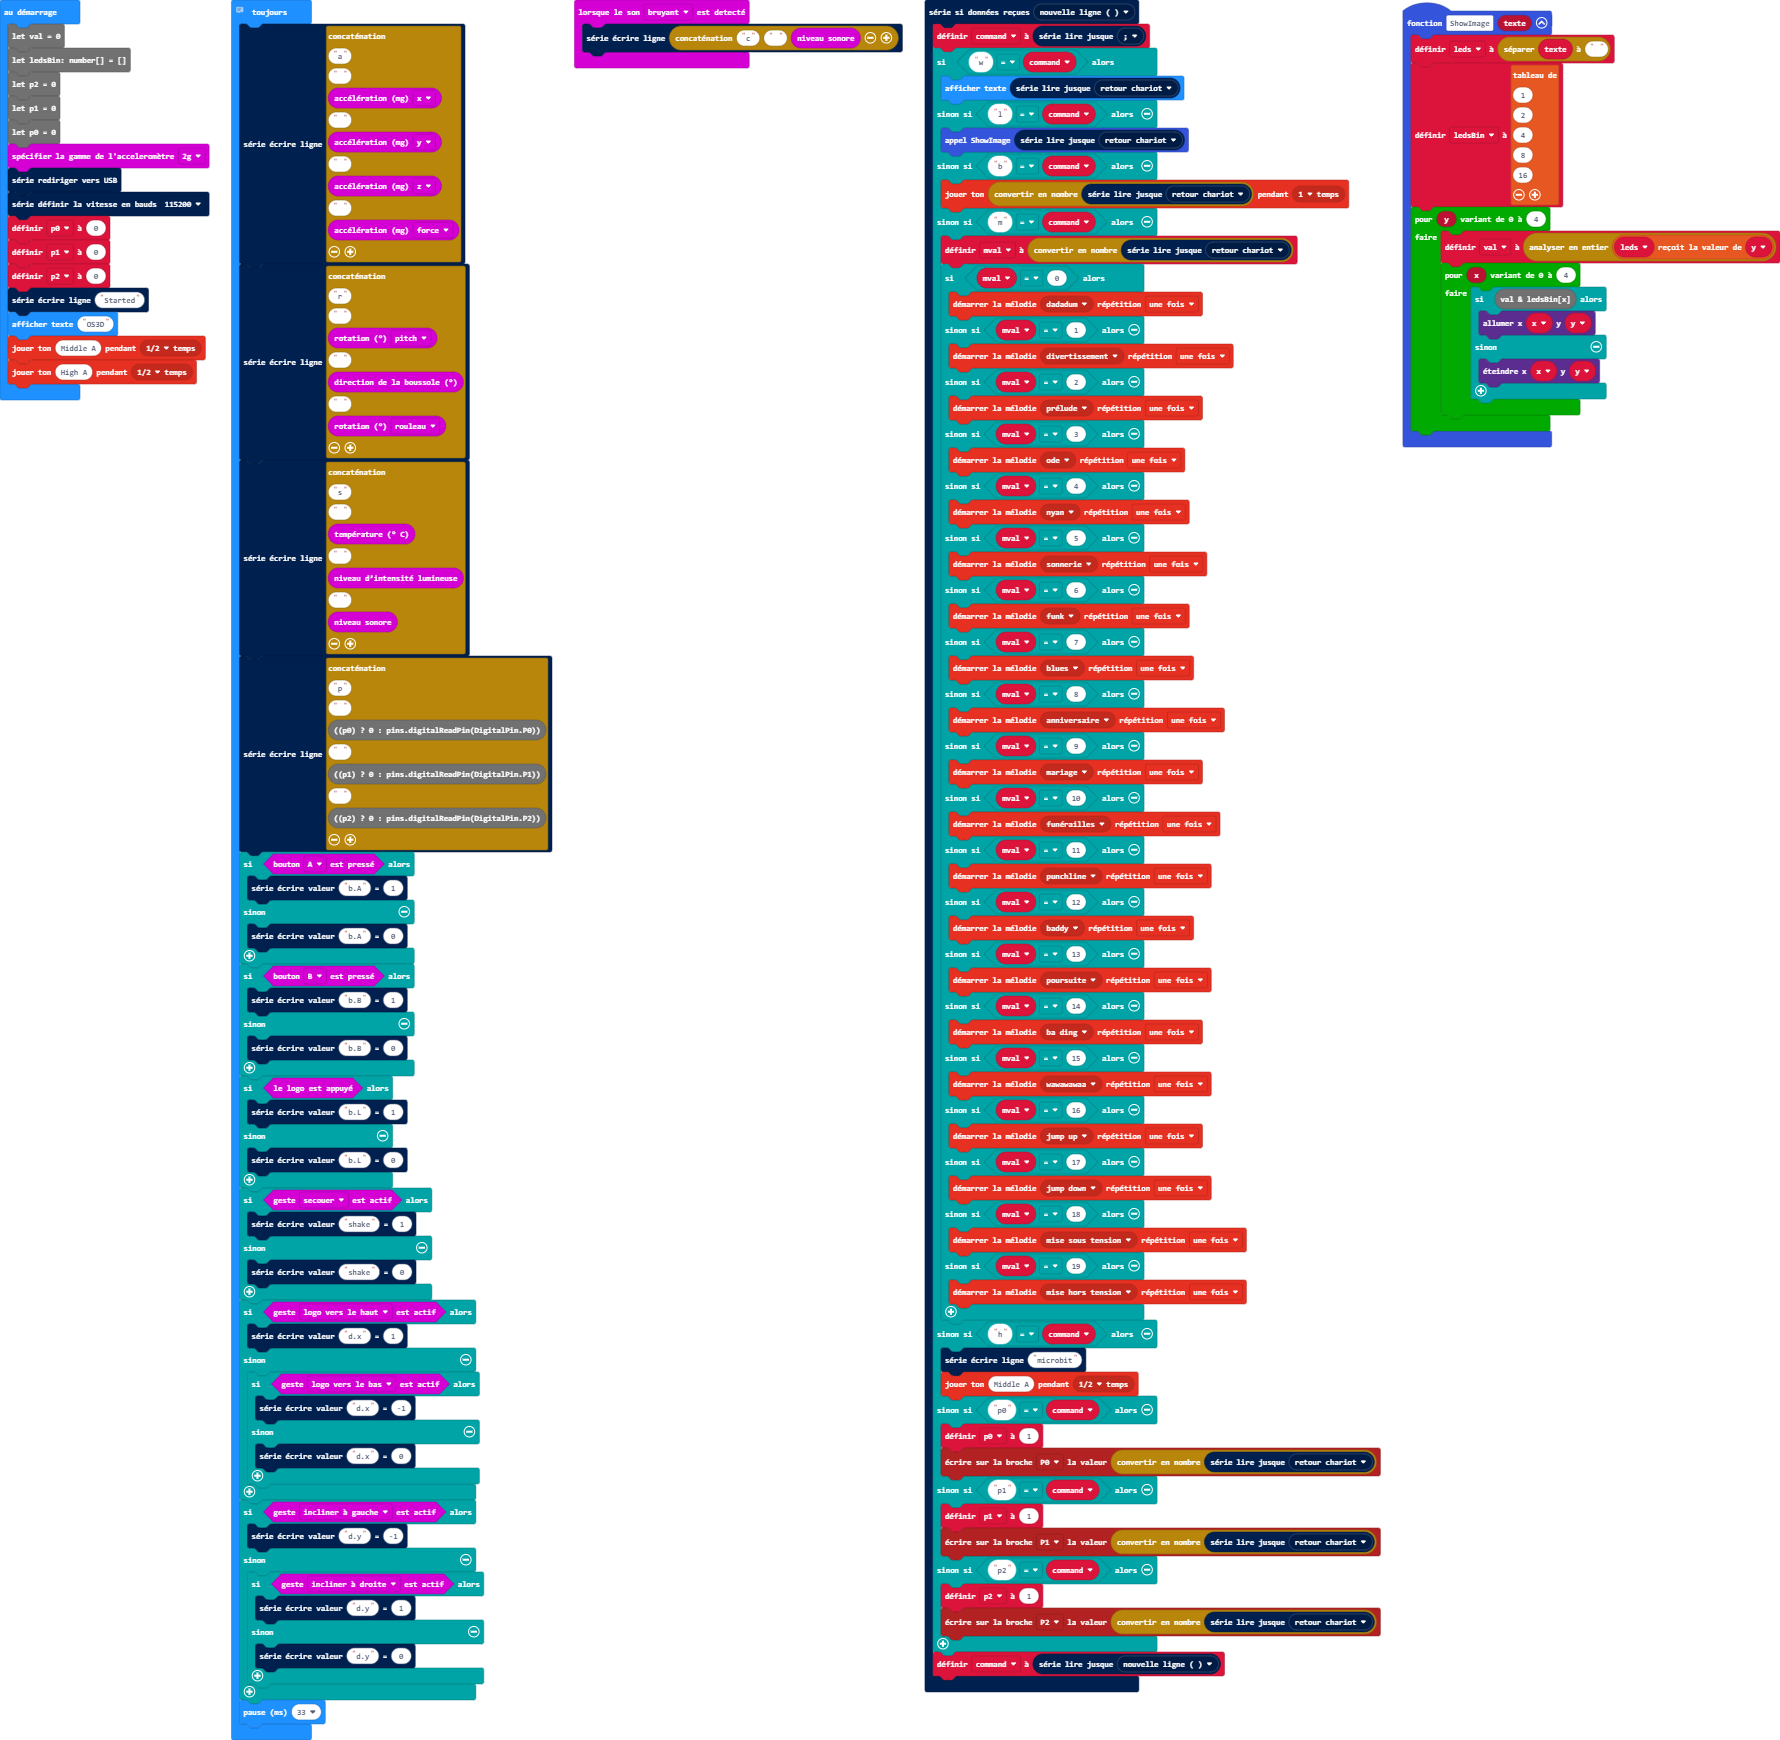 au démarrage
let val = 0
let ledsBin: number[] = []
let p2 = 0
let p1 = 0
let p0 = 0
spécifier la gamme de l'acceleromètre 2g
série rediriger vers USB
série définir la vitesse en bauds 115200
définir p0 à 0
définir p1 à 0
définir p2 à 0
série écrire ligne "Started"
afficher texte "OS3D"
jouer ton Middle A pendant 1/2 temps
jouer ton High A pendant 1/2 temps
toujours
concaténation
"a"
" "
accélération (mg) x
" "
accélération (mg) y
série écrire ligne
" "
accélération (mg) z
" "
accélération (mg) force
concaténation
"r"
" "
rotation (°) pitch
" "
série écrire ligne
direction de la boussole (°)
" "
rotation (°) rouleau
concaténation
"s"
" "
température (° C)
" "
série écrire ligne
niveau d'intensité lumineuse
" "
niveau sonore
concaténation
"p"
" "
((p0) ? 0 : pins.digitalReadPin(DigitalPin.P0))
" "
série écrire ligne
((p1) ? 0 : pins.digitalReadPin(DigitalPin.P1))
" "
((p2) ? 0 : pins.digitalReadPin(DigitalPin.P2))
si bouton A est pressé alors
série écrire valeur "b.A" = 1
sinon
série écrire valeur "b.A" = 0
si bouton B est pressé alors
série écrire valeur "b.B" = 1
sinon
série écrire valeur "b.B" = 0
si le logo est appuyé alors
série écrire valeur "b.L" = 1
sinon
série écrire valeur "b.L" = 0
si geste secouer est actif alors
série écrire valeur "shake" = 1
sinon
série écrire valeur "shake" = 0
si geste logo vers le haut est actif alors
série écrire valeur "d.x" = 1
sinon
si geste logo vers le bas est actif alors
série écrire valeur "d.x" = -1
sinon
série écrire valeur "d.x" = 0
si geste incliner à gauche est actif alors
série écrire valeur "d.y" = -1
sinon
si geste incliner à droite est actif alors
série écrire valeur "d.y" = 1
sinon
série écrire valeur "d.y" = 0
pause (ms) 33
lorsque le son bruyant est detecté
série écrire ligne concaténation "c" " " niveau sonore
série si données reçues nouvelle ligne ( )
définir command à série lire jusque ;
si "w" = command alors
afficher texte série lire jusque retour chariot
sinon si "l" = command alors
appel ShowImage série lire jusque retour chariot
sinon si "b" = command alors
jouer ton convertir en nombre série lire jusque retour chariot pendant 1 temps
sinon si "m" = command alors
définir mval à convertir en nombre série lire jusque retour chariot
si mval = 0 alors
démarrer la mélodie dadadum répétition une fois
sinon si mval = 1 alors
démarrer la mélodie divertissement répétition une fois
sinon si mval = 2 alors
démarrer la mélodie prélude répétition une fois
sinon si mval = 3 alors
démarrer la mélodie ode répétition une fois
sinon si mval = 4 alors
démarrer la mélodie nyan répétition une fois
sinon si mval = 5 alors
démarrer la mélodie sonnerie répétition une fois
sinon si mval = 6 alors
démarrer la mélodie funk répétition une fois
sinon si mval = 7 alors
démarrer la mélodie blues répétition une fois
sinon si mval = 8 alors
démarrer la mélodie anniversaire répétition une fois
sinon si mval = 9 alors
démarrer la mélodie mariage répétition une fois
sinon si mval = 10 alors
démarrer la mélodie funérailles répétition une fois
sinon si mval = 11 alors
démarrer la mélodie punchline répétition une fois
sinon si mval = 12 alors
démarrer la mélodie baddy répétition une fois
sinon si mval = 13 alors
démarrer la mélodie poursuite répétition une fois
sinon si mval = 14 alors
démarrer la mélodie ba ding répétition une fois
sinon si mval = 15 alors
démarrer la mélodie wawawawaa répétition une fois
sinon si mval = 16 alors
démarrer la mélodie jump up répétition une fois
sinon si mval = 17 alors
démarrer la mélodie jump down répétition une fois
sinon si mval = 18 alors
démarrer la mélodie mise sous tension répétition une fois
sinon si mval = 19 alors
démarrer la mélodie mise hors tension répétition une fois
sinon si "h" = command alors
série écrire ligne "microbit"
jouer ton Middle A pendant 1/2 temps
sinon si "p0" = command alors
définir p0 à 1
écrire sur la broche P0 la valeur convertir en nombre série lire jusque retour chariot
sinon si "p1" = command alors
définir p1 à 1
écrire sur la broche P1 la valeur convertir en nombre série lire jusque retour chariot
sinon si "p2" = command alors
définir p2 à 1
écrire sur la broche P2 la valeur convertir en nombre série lire jusque retour chariot
définir command à série lire jusque nouvelle ligne ( )
fonction ShowImage texte
définir leds à séparer texte à " "
tableau de
1
2
définir ledsBin à 4
8
16
pour y variant de 0 à 4
faire
définir val à analyser en entier leds reçoit la valeur de y
pour x variant de 0 à 4
faire
si val & ledsBin[x] alors
allumer x x y y
sinon
éteindre x x y y